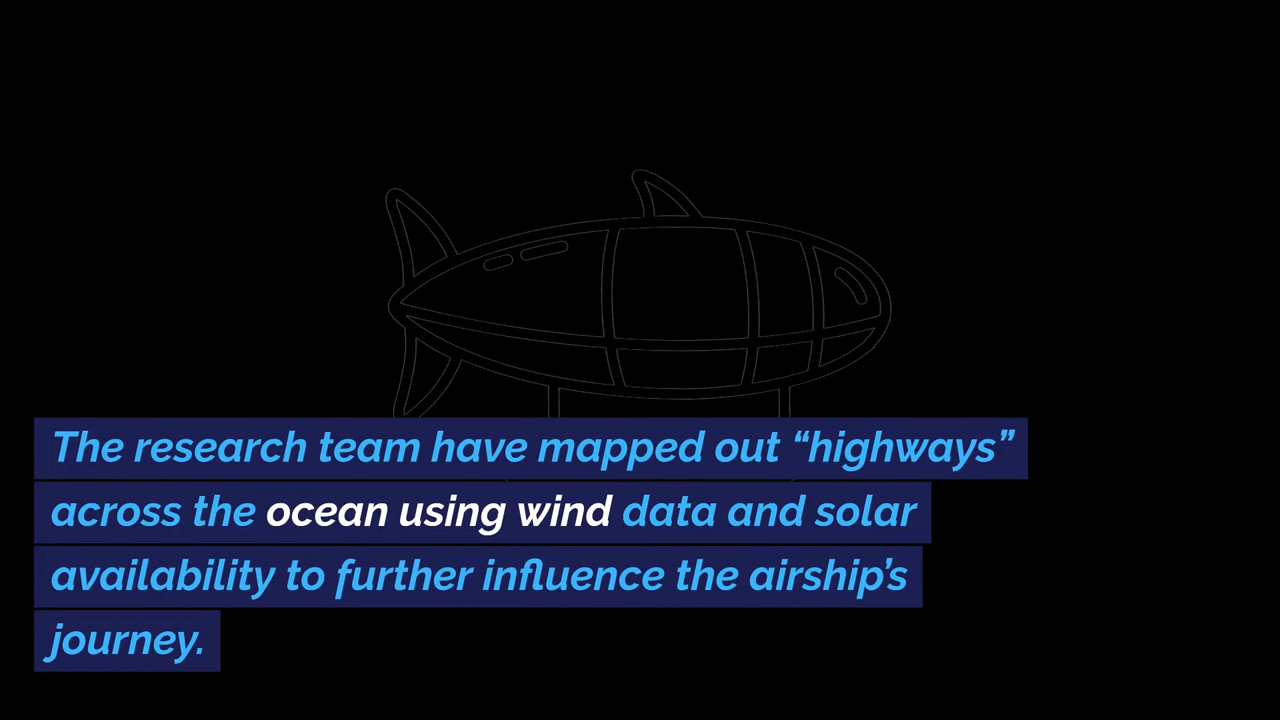 The research team have mapped out “highways”
across the ocean using wind data and solar
availability to further influence the airship’s
journey.